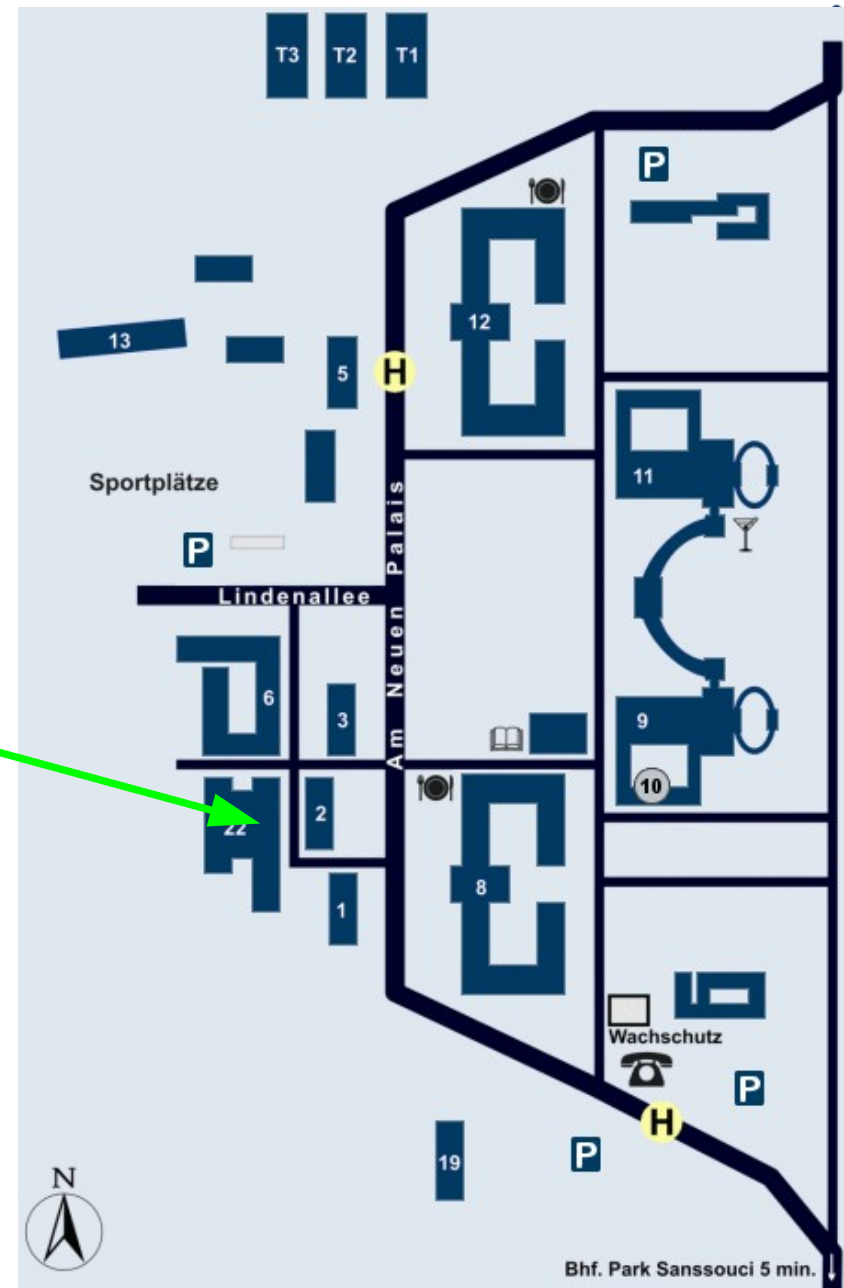 T3 T2 T1
P
12
13
5
H
11
Sportplätze
P
Lindenallee
Am Neuen Palais
6
3
9
10
22
2
8
1
Wachschutz
P
H
19
P
N
Bhf. Park Sanssouci 5 min.